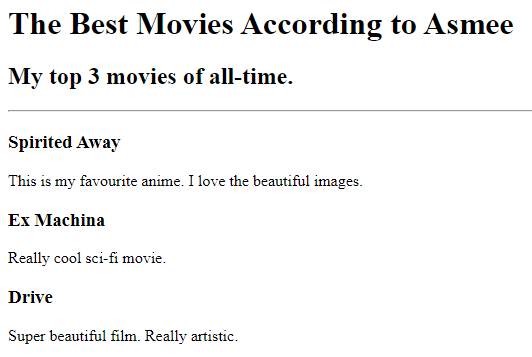 The Best Movies According to Asmee
My top 3 movies of all-time.
Spirited Away
This is my favourite anime. I love the beautiful images.
Ex Machina
Really cool sci-fi movie.
Drive
Super beautiful film. Really artistic.